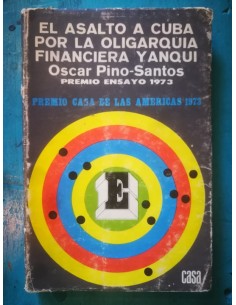 EL ASALTO A CUBA
POR LA OLIGARQUIA
FINANCIERA YANQUI
Oscar Pino-Santos
PREMIO ENSAYO 1973
PREMIO CASA DE LAS AMERICAS 1973
E
casa